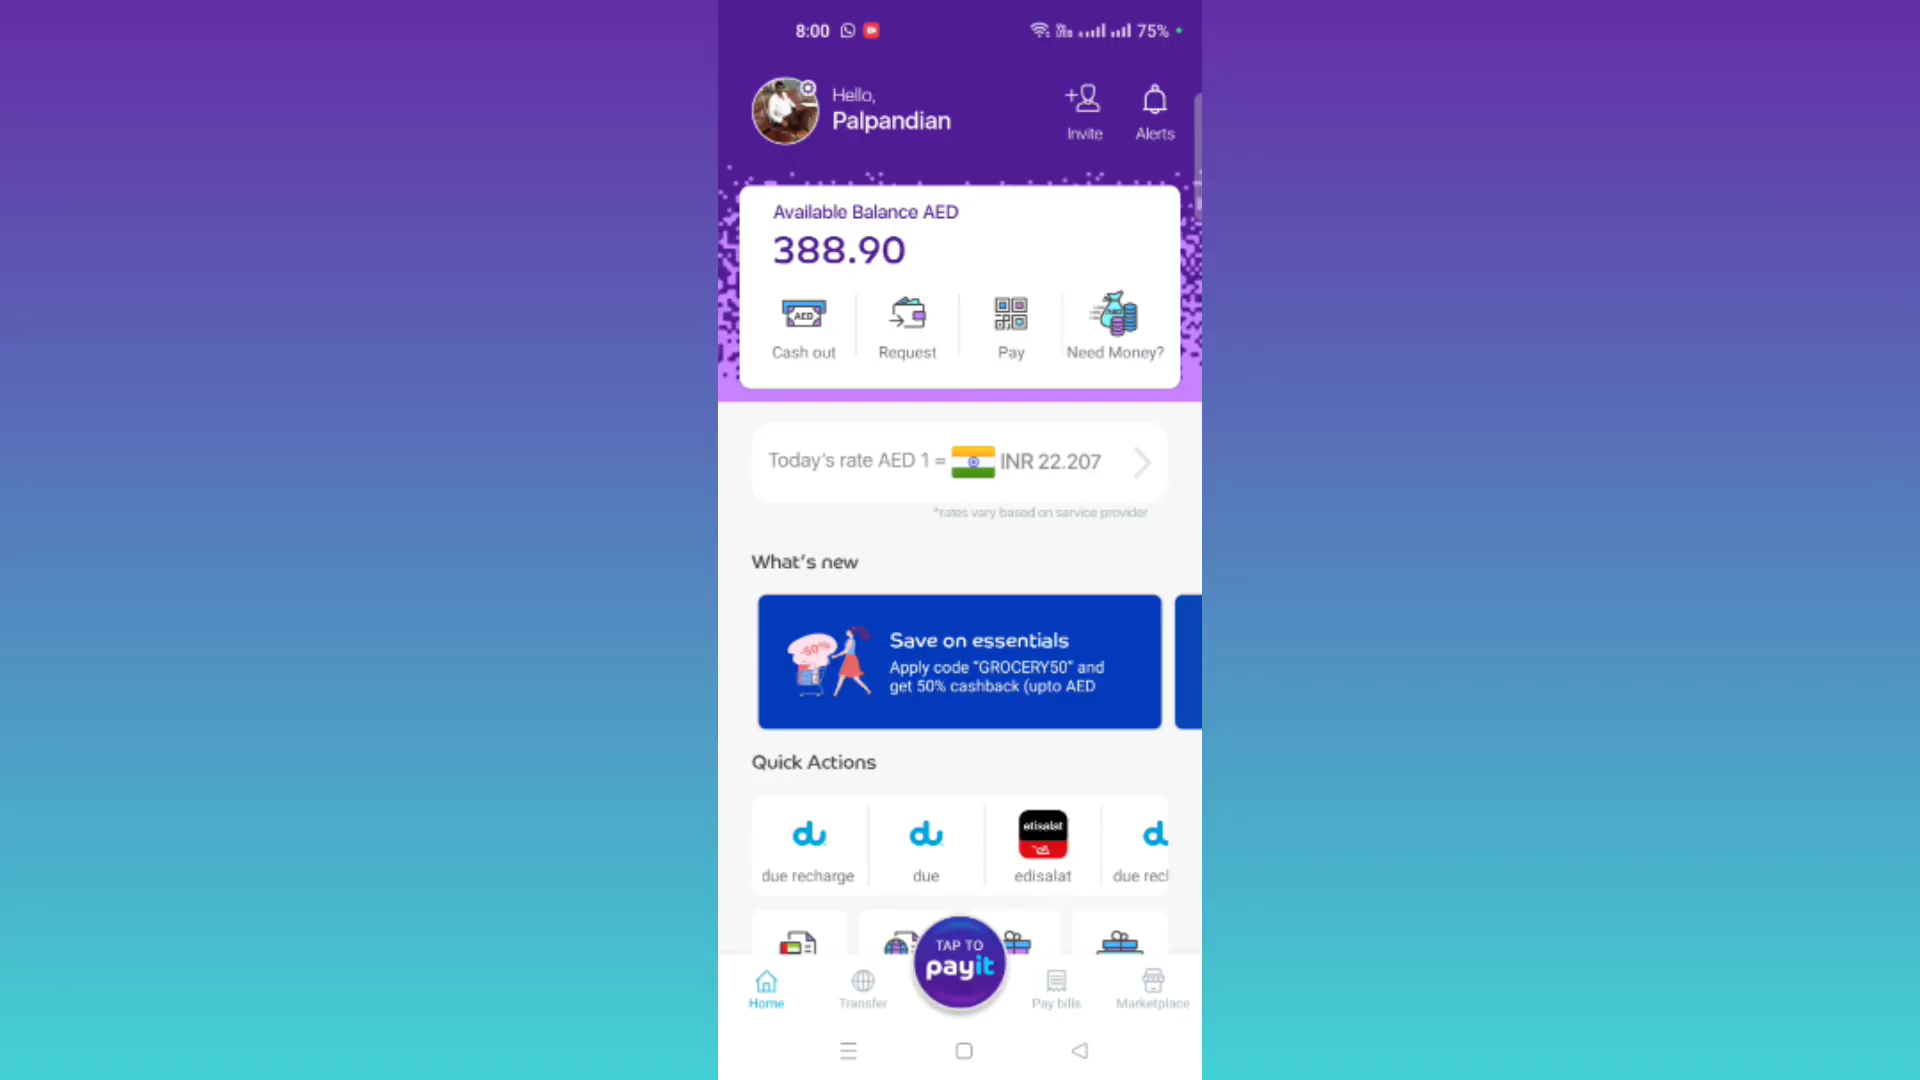 8:00
75%
Hello,
Palpandian
Invite
Alerts
Available Balance AED
388.90
AED
Cash out
Request
Pay
Need Money?
Today's rate AED 1 = INR 22.207
*rates vary based on service provider
What's new
-50%
Save on essentials
Apply code "GROCERY50" and
get 50% cashback (upto AED
Quick Actions
du
du
etisalat
d
due recharge
due
edisalat
due recl
TAP TO
payit
Home
Transfer
Pay bills
Marketplace